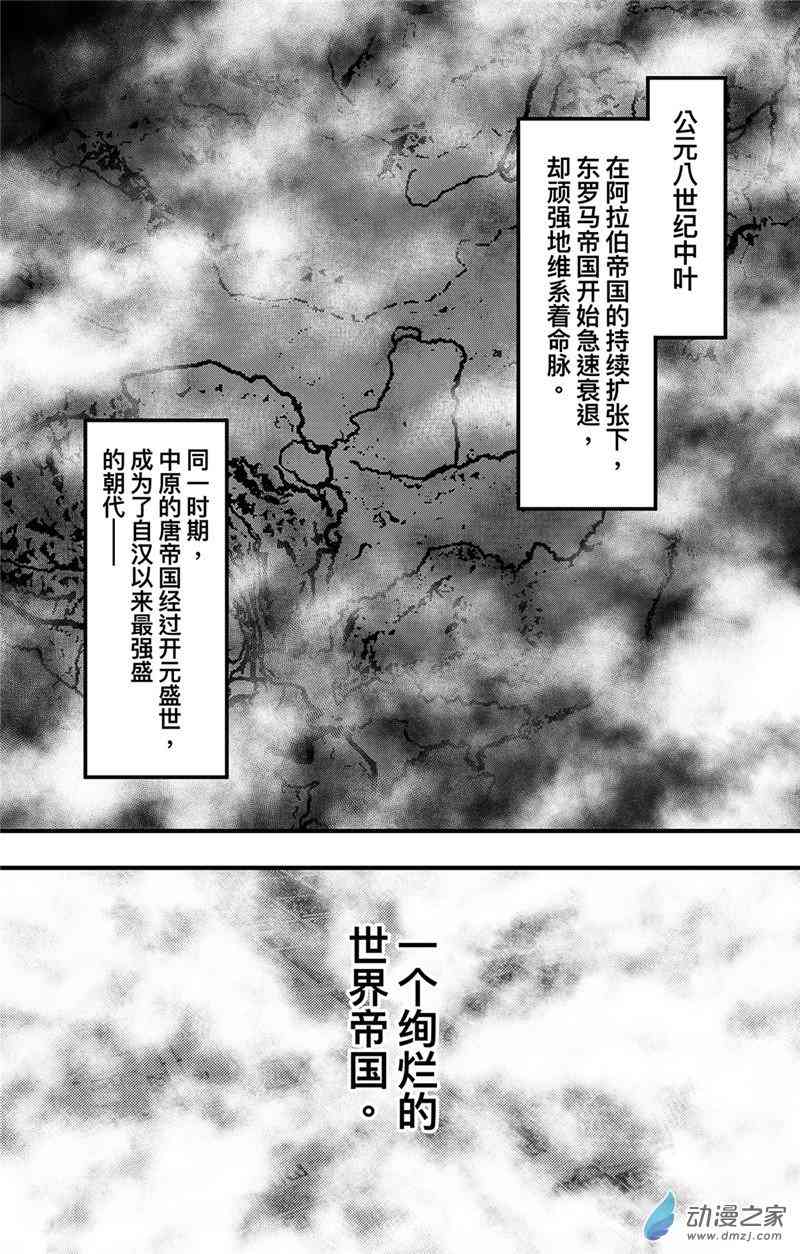 公元八世纪中叶
在阿拉伯帝国的持续扩张下，
东罗马帝国开始急速衰退，
却顽强地维系着命脉。
同一时期，
中原的唐帝国经过开元盛世，
成为了自汉以来最强盛
的朝代——
一个绚烂的
世界帝国。
动漫之家
www.dmzj.com